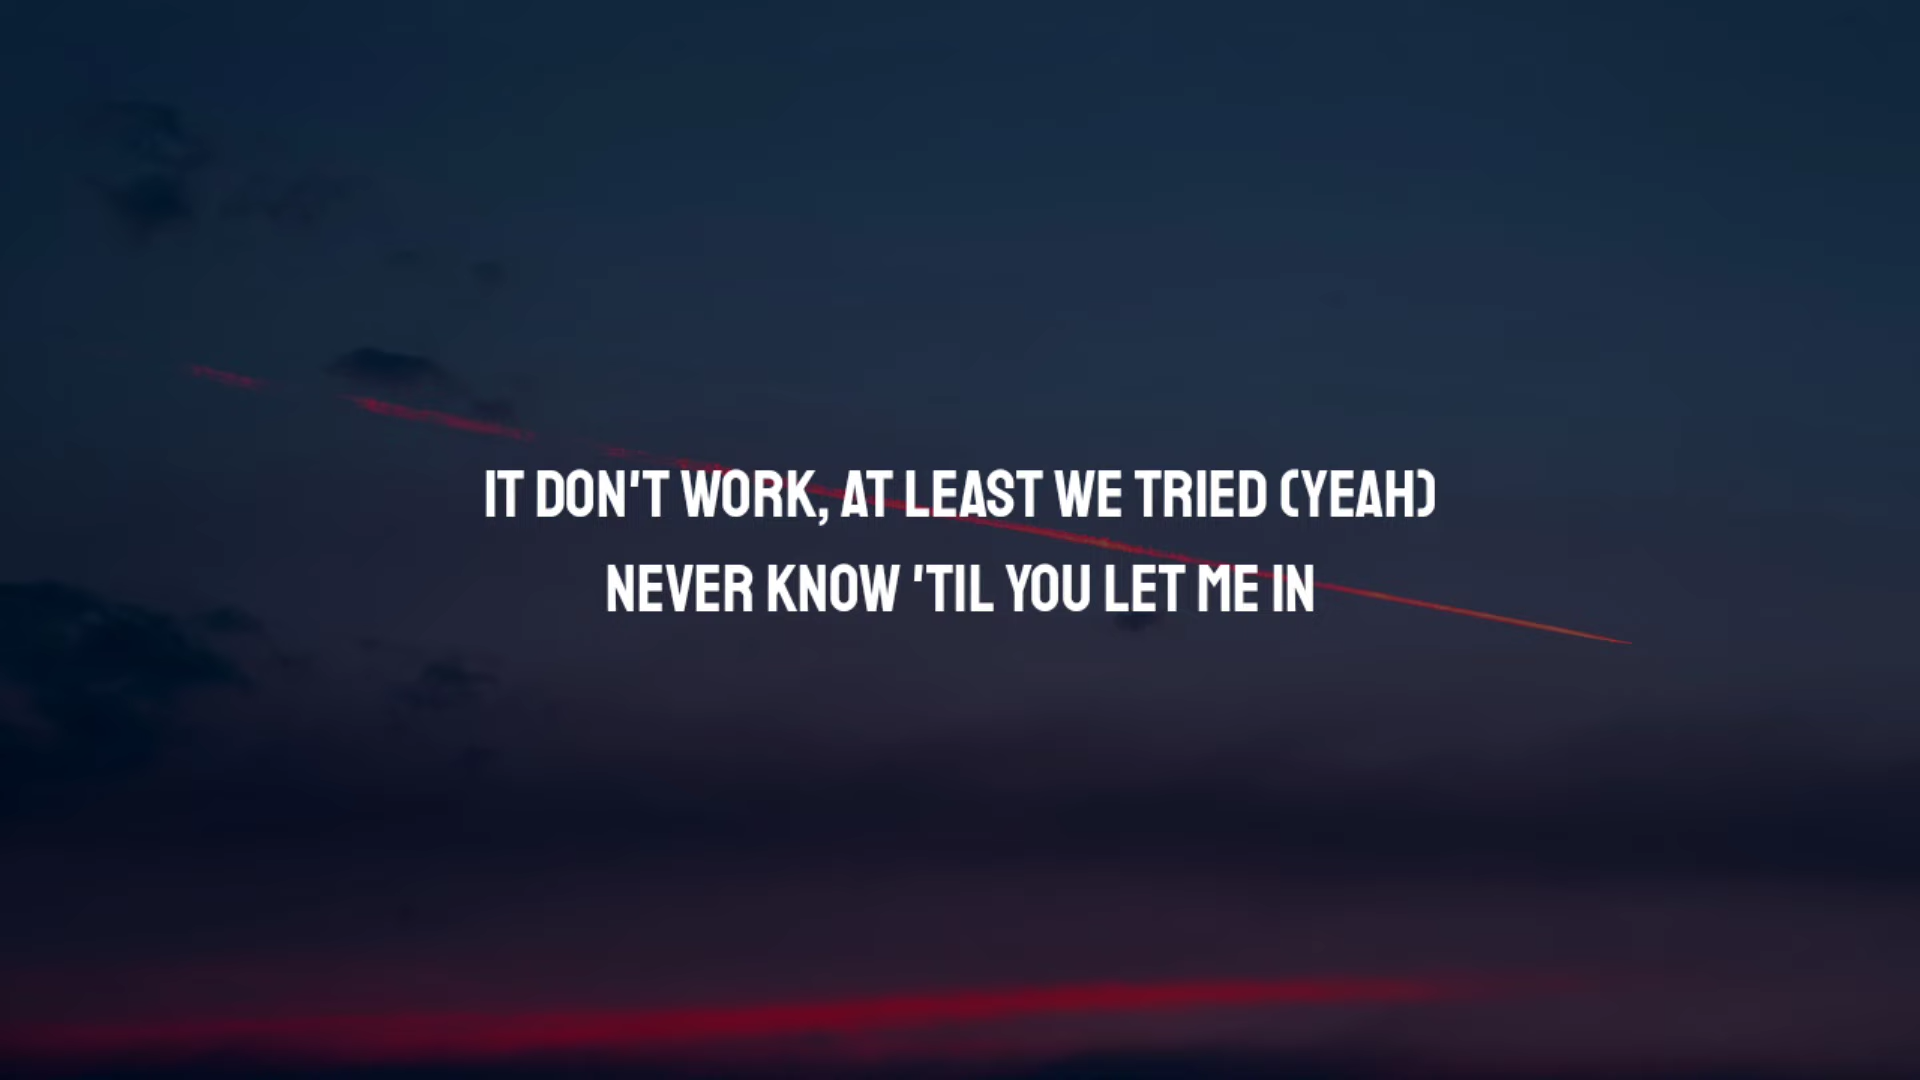 IT DON'T WORK, AT LEAST WE TRIED (YEAH)
NEVER KNOW 'TIL YOU LET ME IN